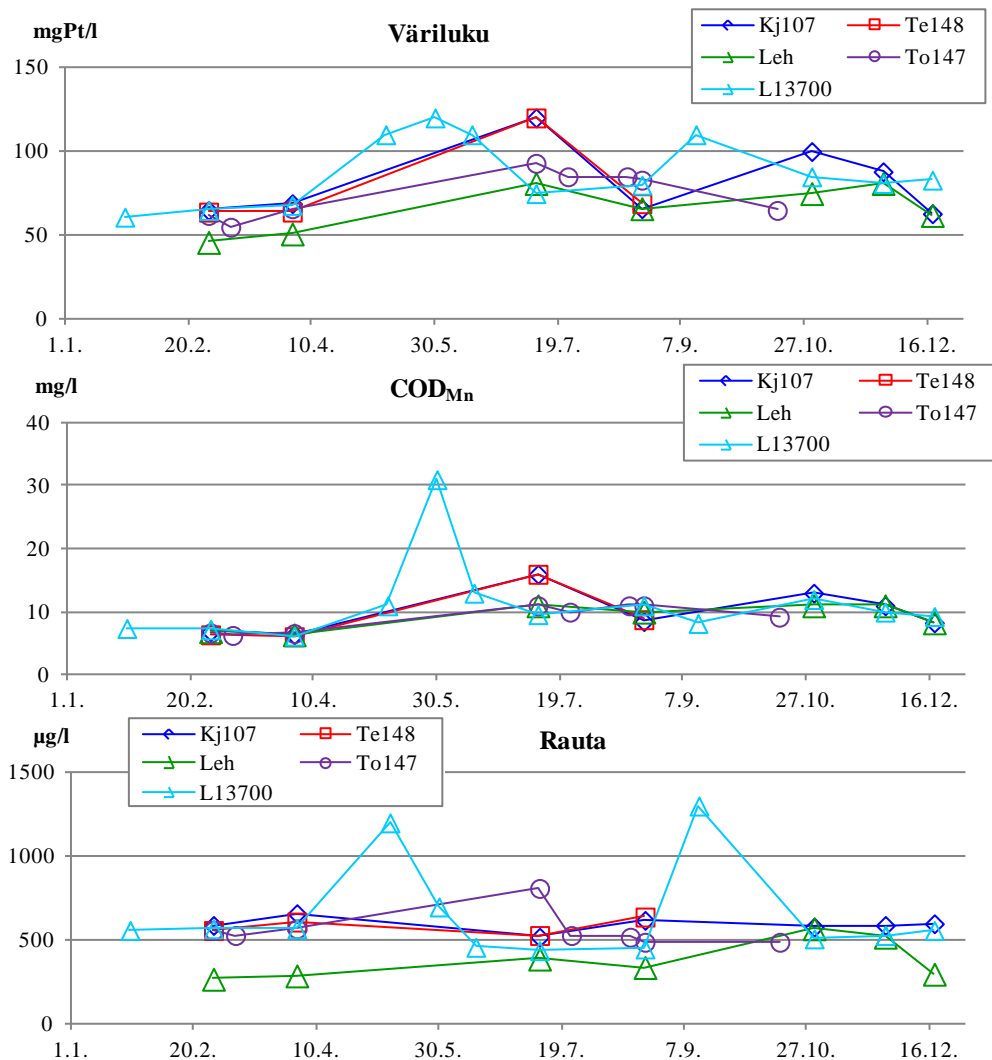 mgPt/l
Väriluku
Kj107 Te148
Leh To147
L13700
150
100
50
0
1.1. 20.2. 10.4. 30.5. 19.7. 7.9. 27.10. 16.12.
mg/l
COD_Mn
Kj107 Te148
Leh To147
L13700
40
30
20
10
0
1.1. 20.2. 10.4. 30.5. 19.7. 7.9. 27.10. 16.12.
µg/l
Rauta
Kj107 Te148
Leh To147
L13700
1500
1000
500
0
1.1. 20.2. 10.4. 30.5. 19.7. 7.9. 27.10. 16.12.